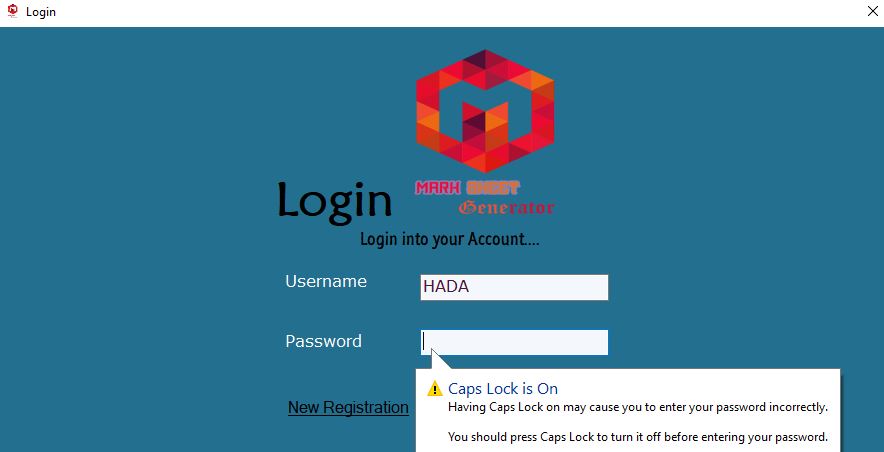 Login
MARK SHEET
Generator
Login
Login into your Account....
Username
HADA
Password
Caps Lock is On
Having Caps Lock on may cause you to enter your password incorrectly.
New Registration
You should press Caps Lock to turn it off before entering your password.